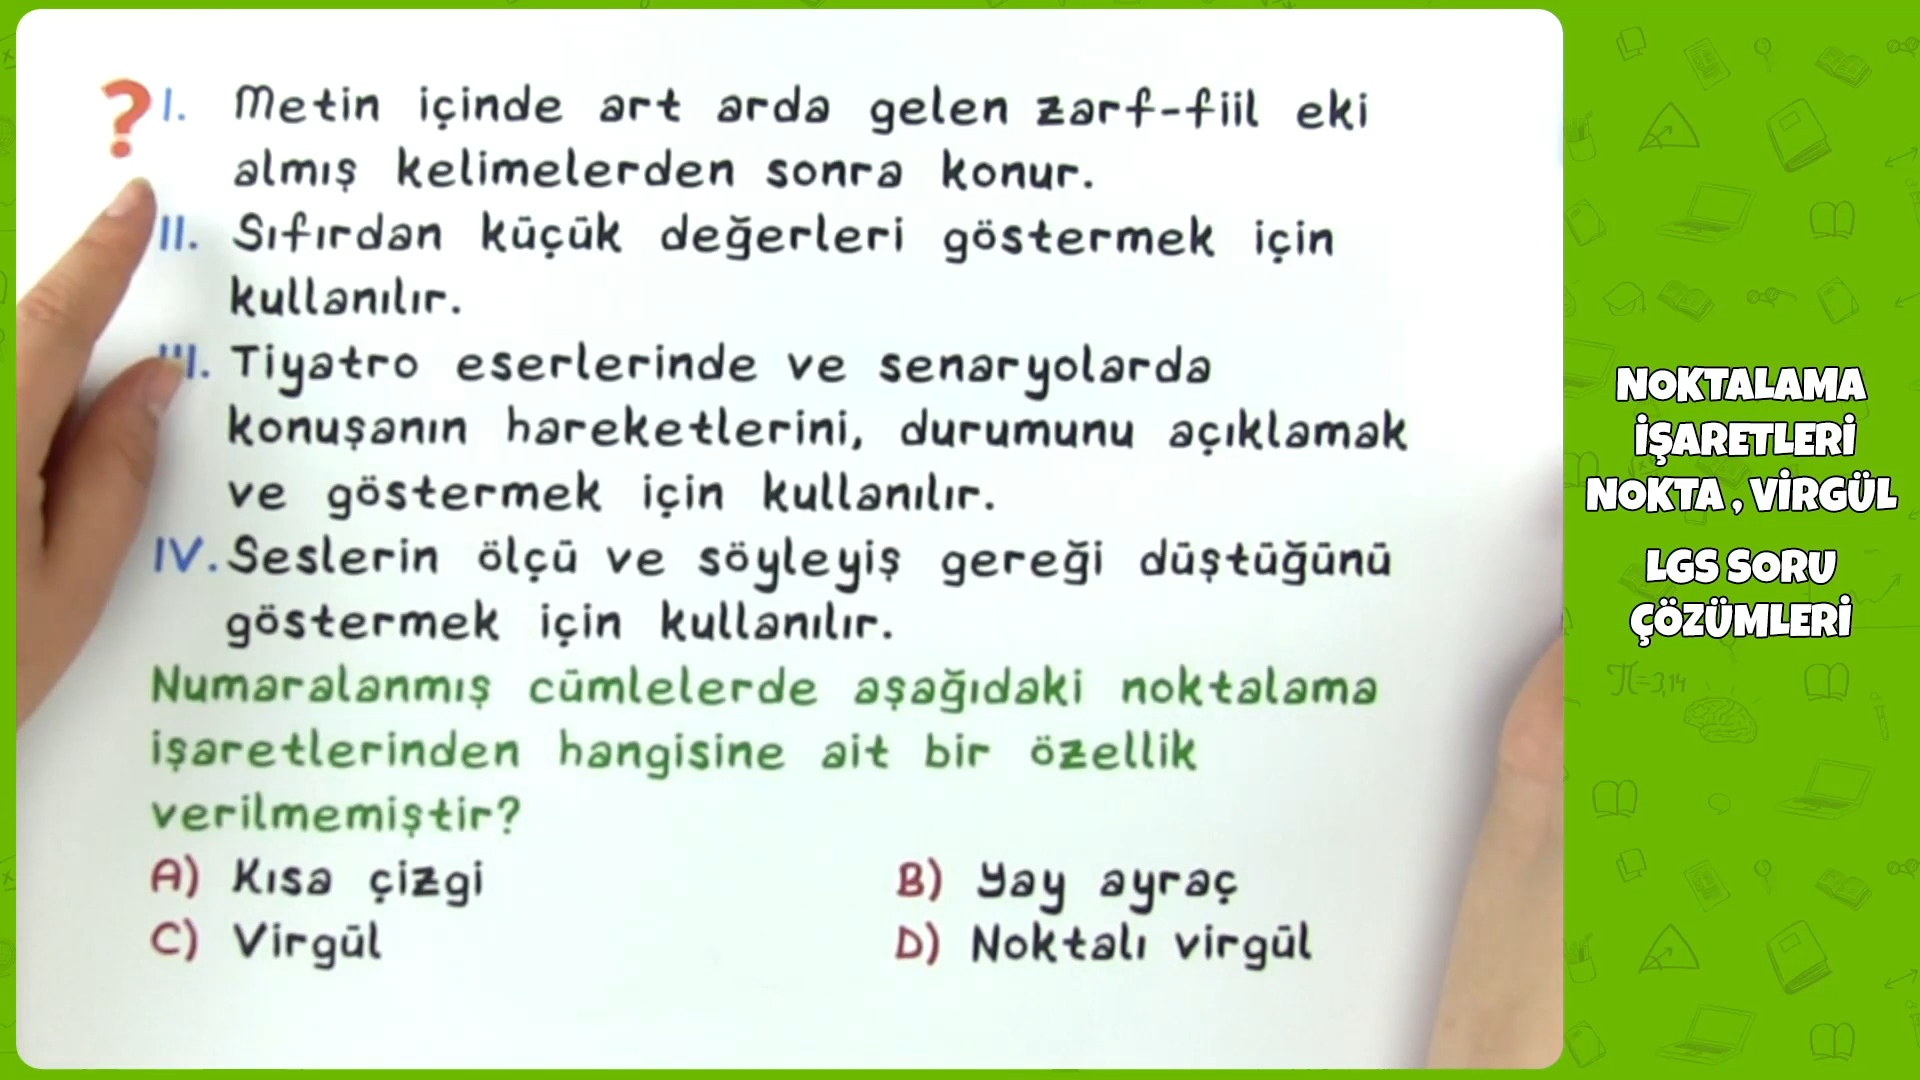 ?
I. Metin içinde art arda gelen zarf-fiil eki
almış kelimelerden sonra konur.
II. Sıfırdan küçük değerleri göstermek için
kullanılır.
III. Tiyatro eserlerinde ve senaryolarda
konuşanın hareketlerini, durumunu açıklamak
ve göstermek için kullanılır.
IV. Seslerin ölçü ve söyleyiş gereği düştüğünü
göstermek için kullanılır.
Numaralanmış cümlelerde aşağıdaki noktalama
işaretlerinden hangisine ait bir özellik
verilmemiştir?
A) Kısa çizgi
B) Yay ayraç
C) Virgül
D) Noktalı virgül
NOKTALAMA
İŞARETLERİ
NOKTA , VİRGÜL
LGS SORU
ÇÖZÜMLERİ
π=3,14